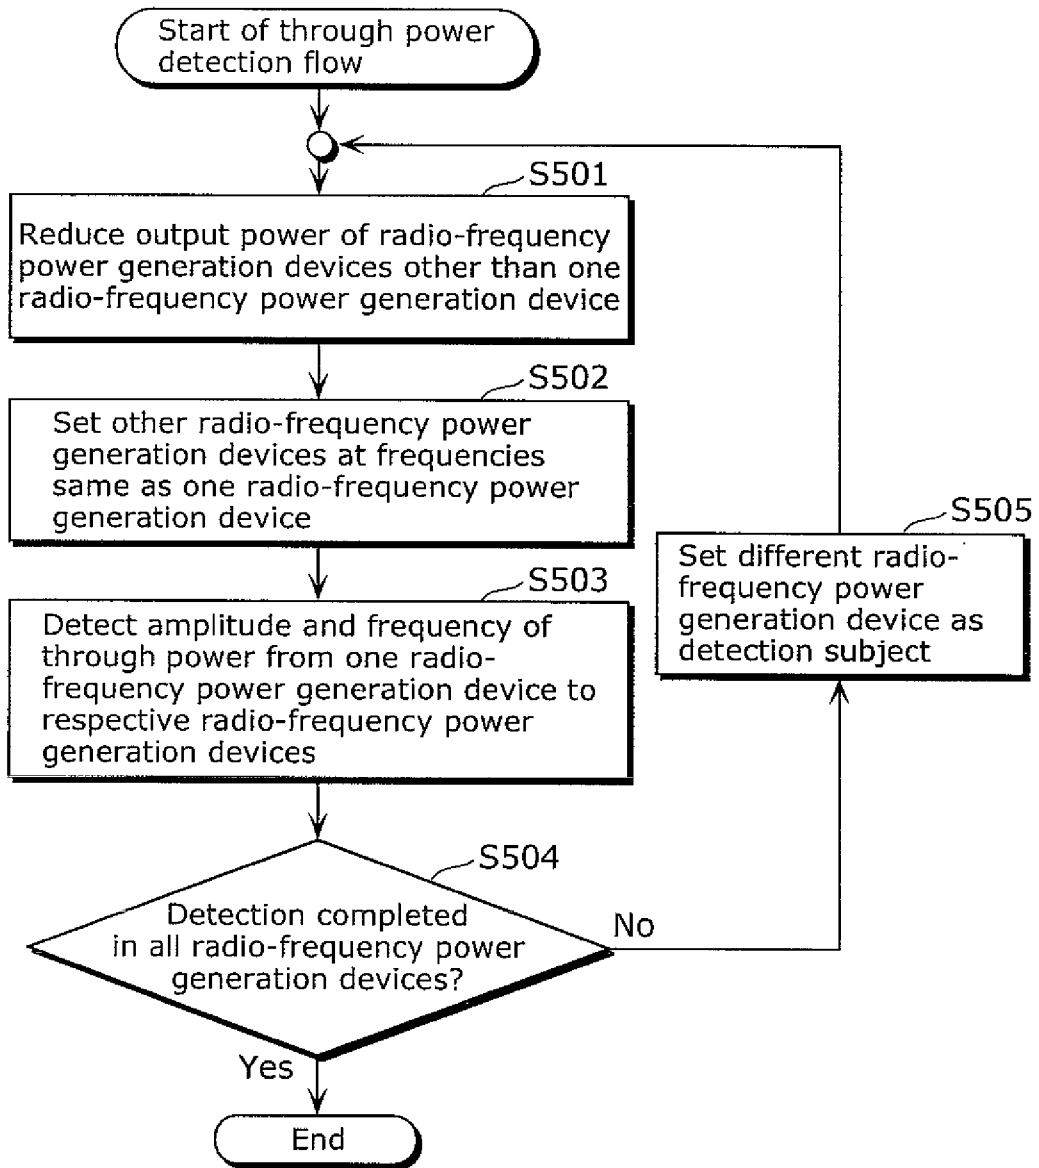 Start of through power
detection flow
S501
Reduce output power of radio-frequency
power generation devices other than one
radio-frequency power generation device
S502
Set other radio-frequency power
generation devices at frequencies
same as one radio-frequency power
generation device
S503
Detect amplitude and frequency of
through power from one radio-
frequency power generation device to
respective radio-frequency power
generation devices
S504
Detection completed
in all radio-frequency power
generation devices?
No
S505
Set different radio-
frequency power
generation device as
detection subject
Yes
End